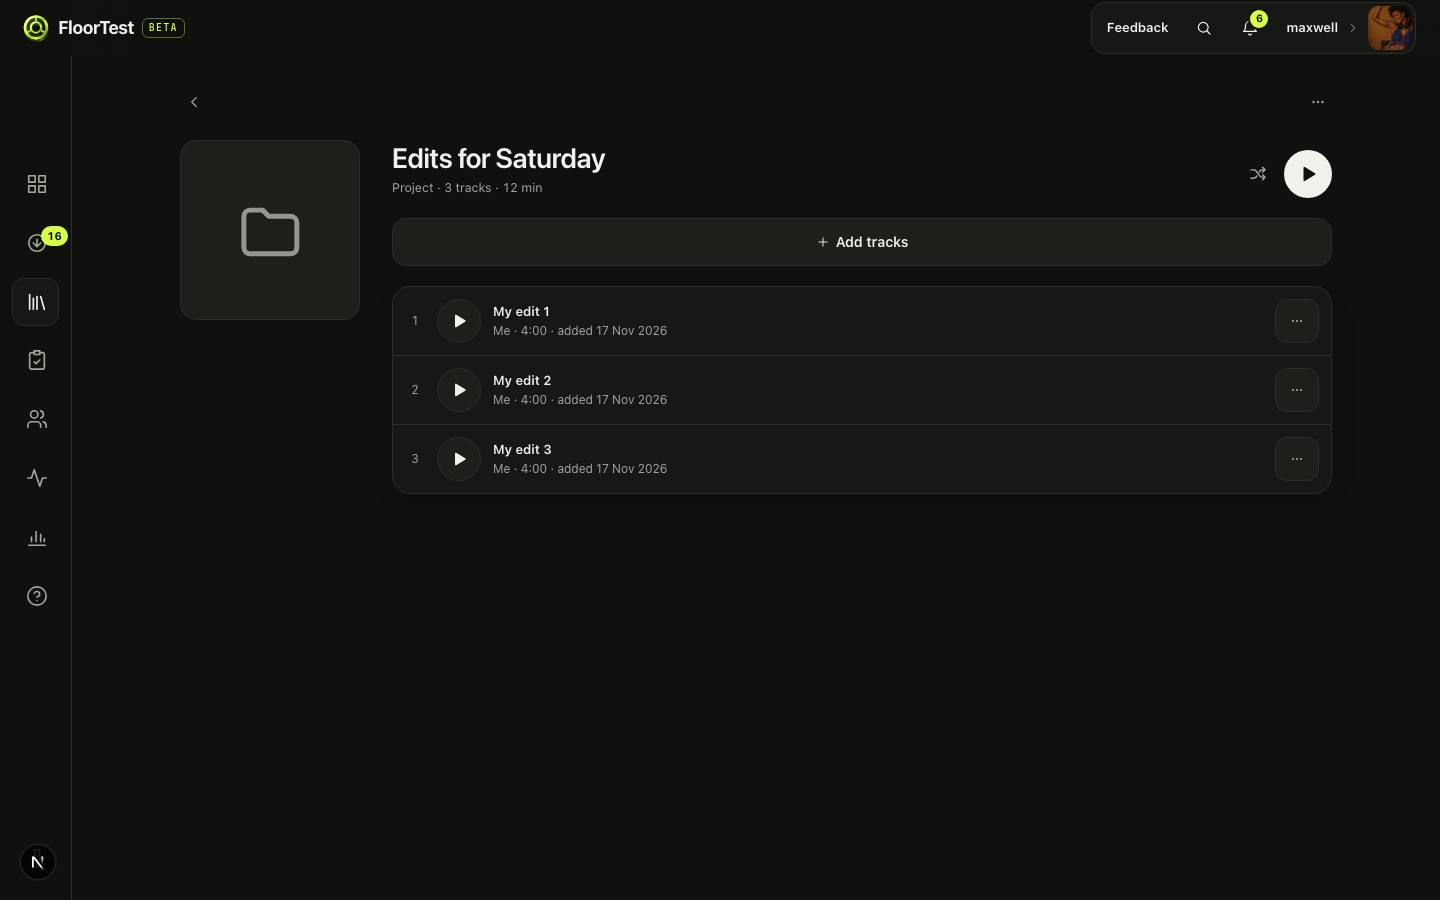 FloorTest BETA
Feedback 6 maxwell
Edits for Saturday
Project · 3 tracks · 12 min
16
+ Add tracks
1 My edit 1
Me · 4:00 · added 17 Nov 2026
2 My edit 2
Me · 4:00 · added 17 Nov 2026
3 My edit 3
Me · 4:00 · added 17 Nov 2026
N